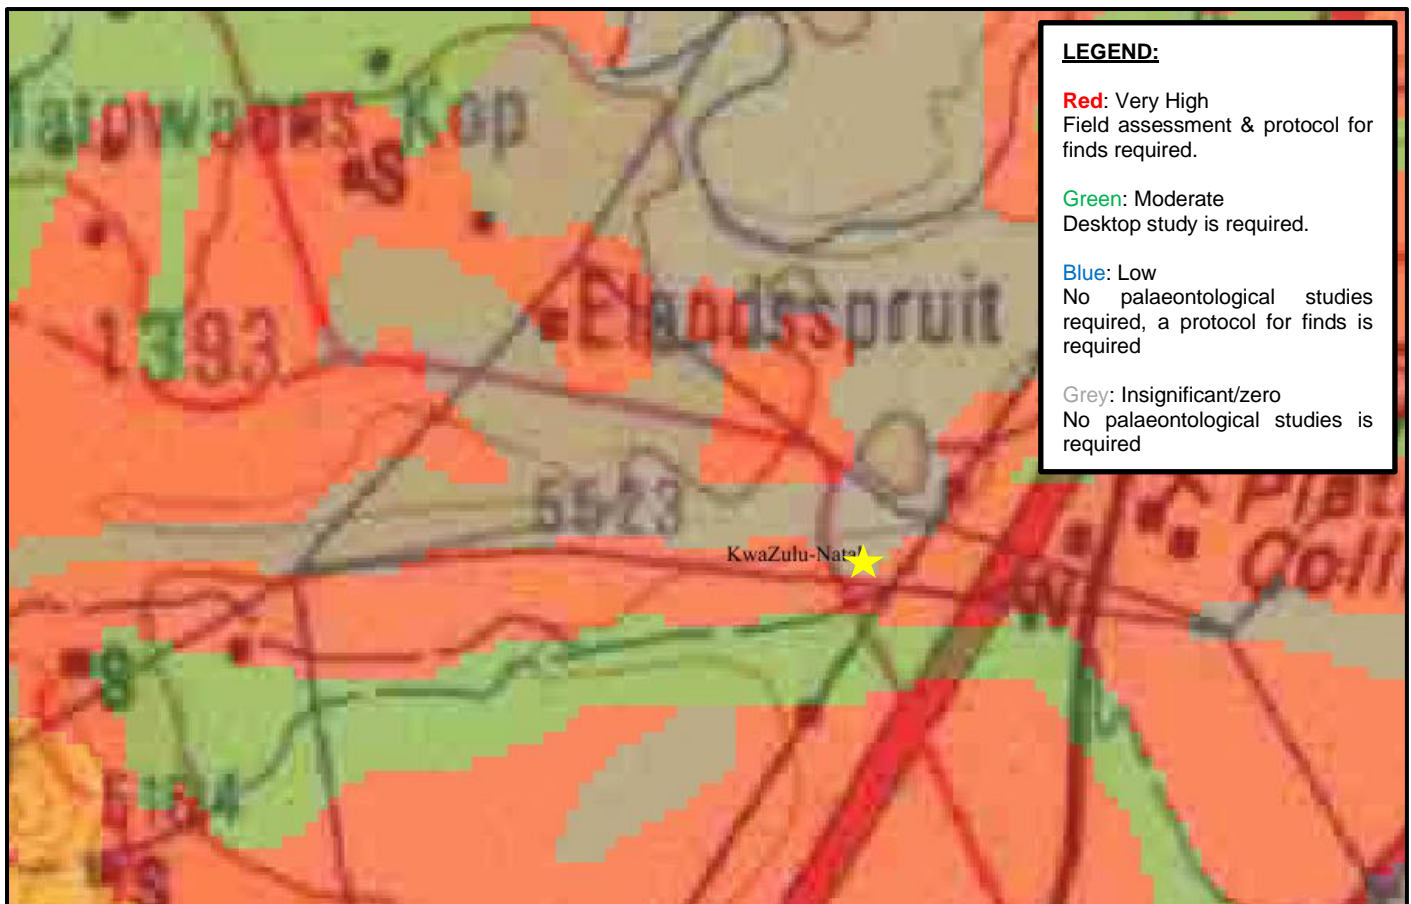 Kop
S
1393
Elandsspruit
5523
KwaZulu-Natal
W
8
LEGEND:
Red: Very High
Field assessment & protocol for
finds required.
Green: Moderate
Desktop study is required.
Blue: Low
No palaeontological studies
required, a protocol for finds is
required
Grey: Insignificant/zero
No palaeontological studies is
required